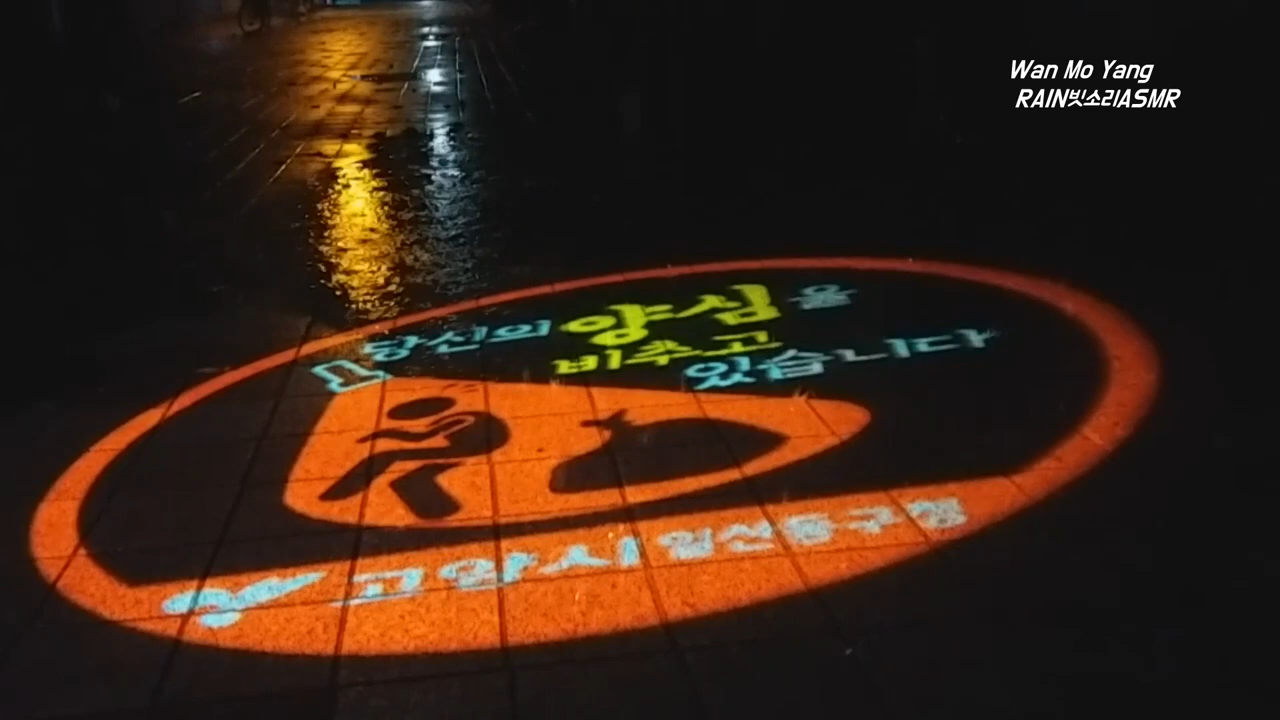 Wan Mo Yang
RAIN빗소리ASMR
당신의 양심을
비추고
있습니다
고양시 일산동구청